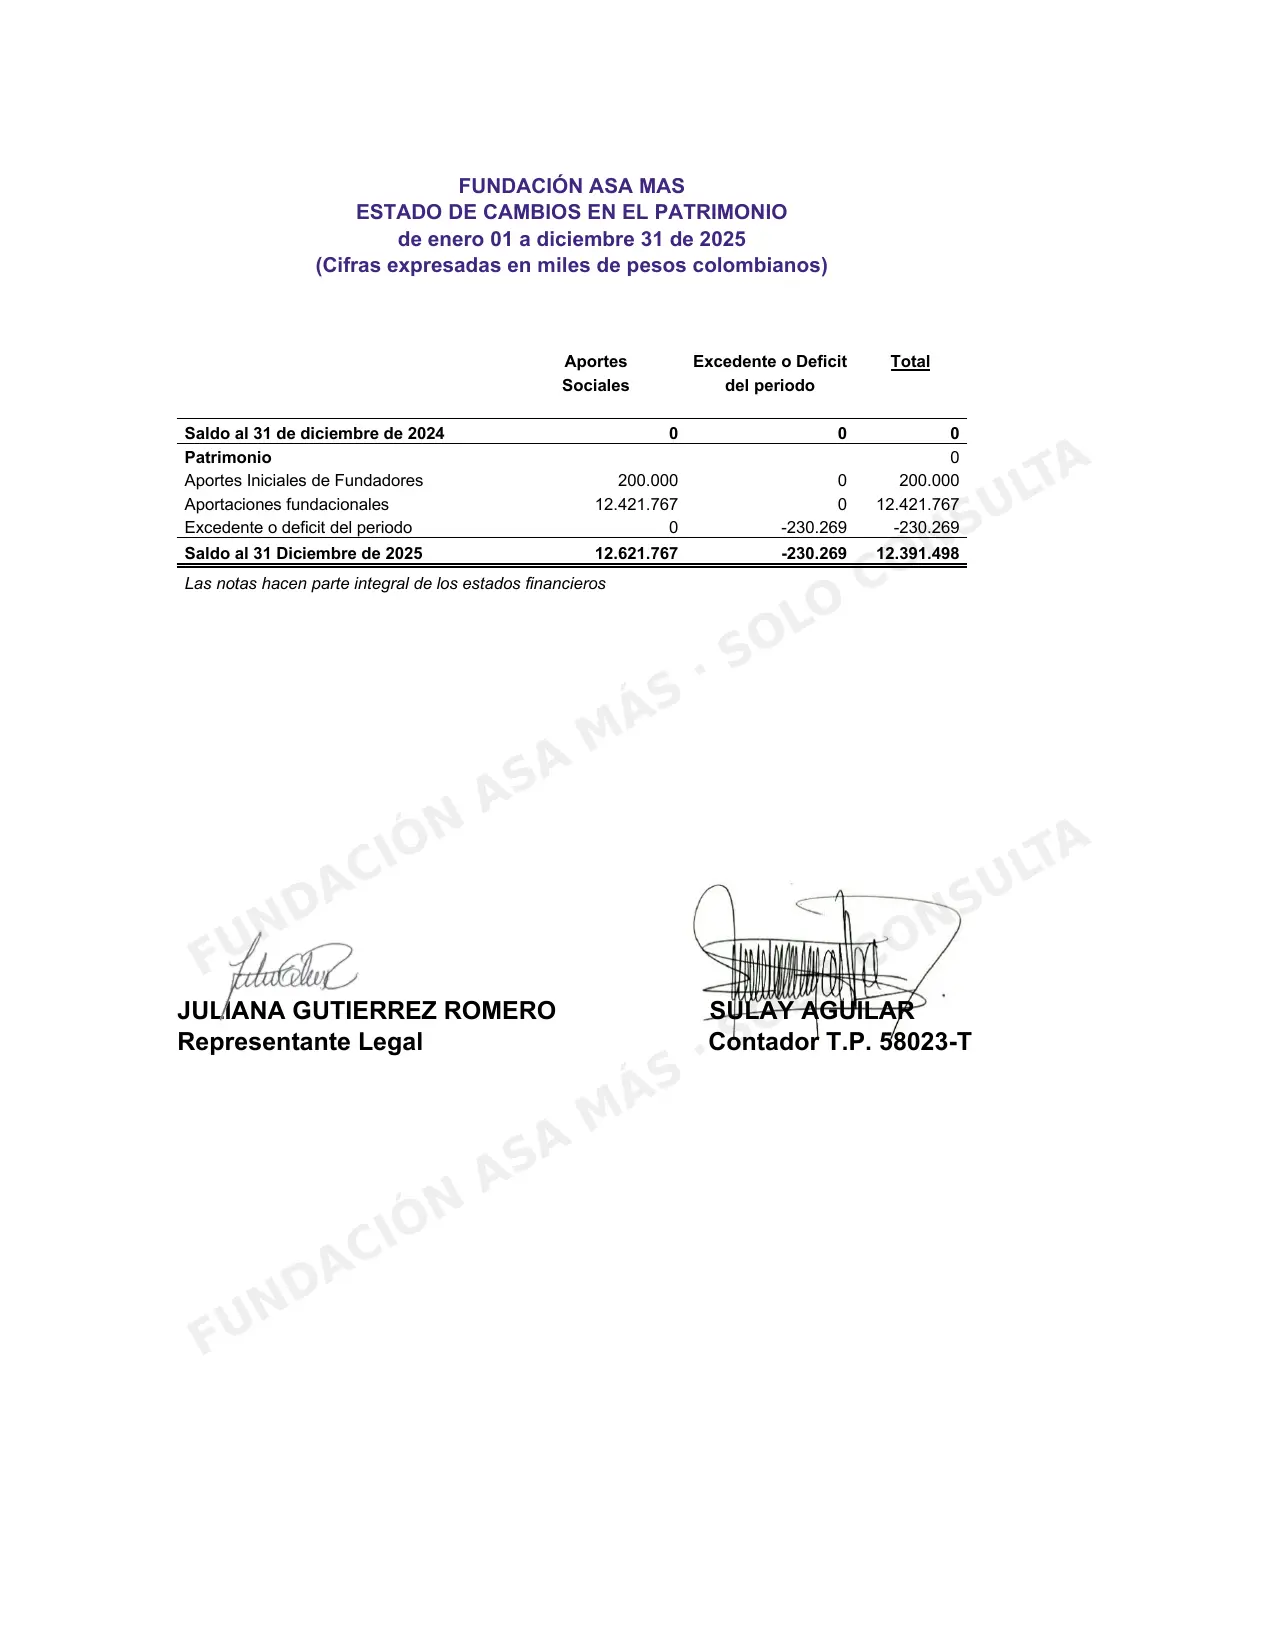 FUNDACIÓN ASA MAS
ESTADO DE CAMBIOS EN EL PATRIMONIO
de enero 01 a diciembre 31 de 2025
(Cifras expresadas en miles de pesos colombianos)
Aportes Sociales Excedente o Deficit del periodo Total
Saldo al 31 de diciembre de 2024 0 0 0
Patrimonio 0
Aportes Iniciales de Fundadores 200.000 0 200.000
Aportaciones fundacionales 12.421.767 0 12.421.767
Excedente o deficit del periodo 0 -230.269 -230.269
Saldo al 31 Diciembre de 2025 12.621.767 -230.269 12.391.498
Las notas hacen parte integral de los estados financieros
FUNDACIÓN ASA MÁS · SOLO CONSULTA
JULIANA GUTIERREZ ROMERO SULAY AGUILAR
Representante Legal Contador T.P. 58023-T
FUNDACIÓN ASA MÁS · SOLO CONSULTA